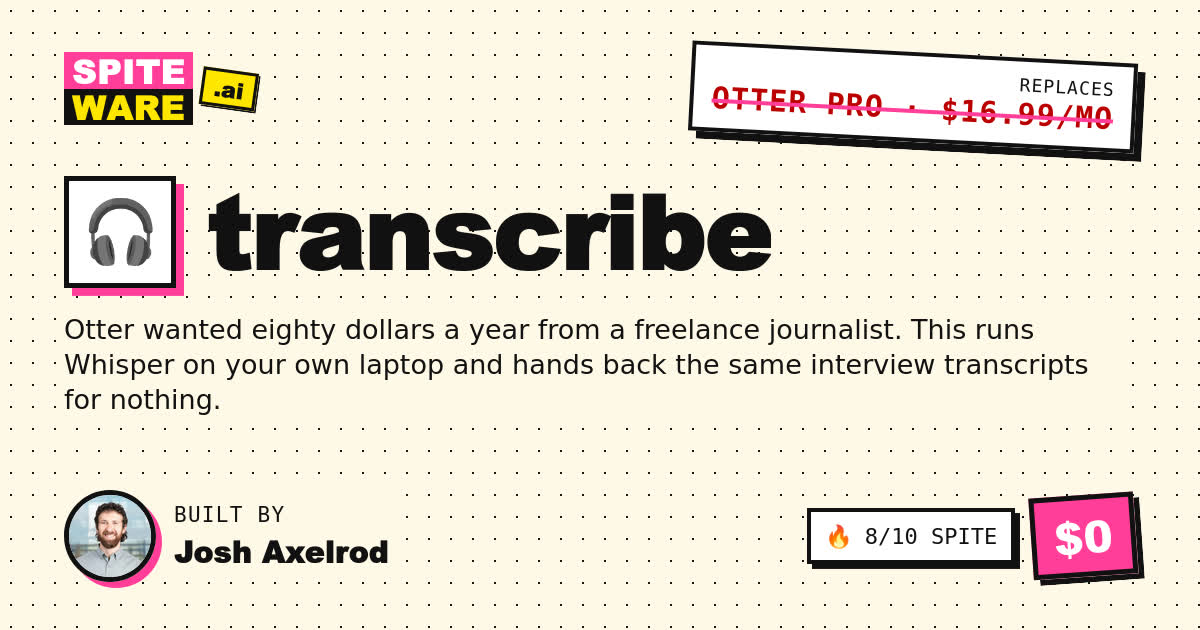 SPITE
WARE
.ai
REPLACES
OTTER PRO · $16.99/MO
transcribe
Otter wanted eighty dollars a year from a freelance journalist. This runs
Whisper on your own laptop and hands back the same interview transcripts
for nothing.
BUILT BY
Josh Axelrod
🔥 8/10 SPITE
$0